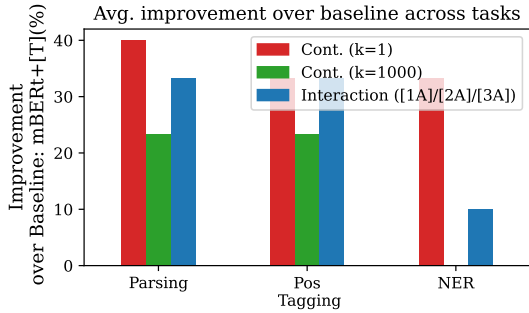 Avg. improvement over baseline across tasks
Improvement
over Baseline: mBERt+[T](%)
40
30
20
10
0
Cont. (k=1)
Cont. (k=1000)
Interaction ([1A]/[2A]/[3A])
Parsing
Pos
Tagging
NER